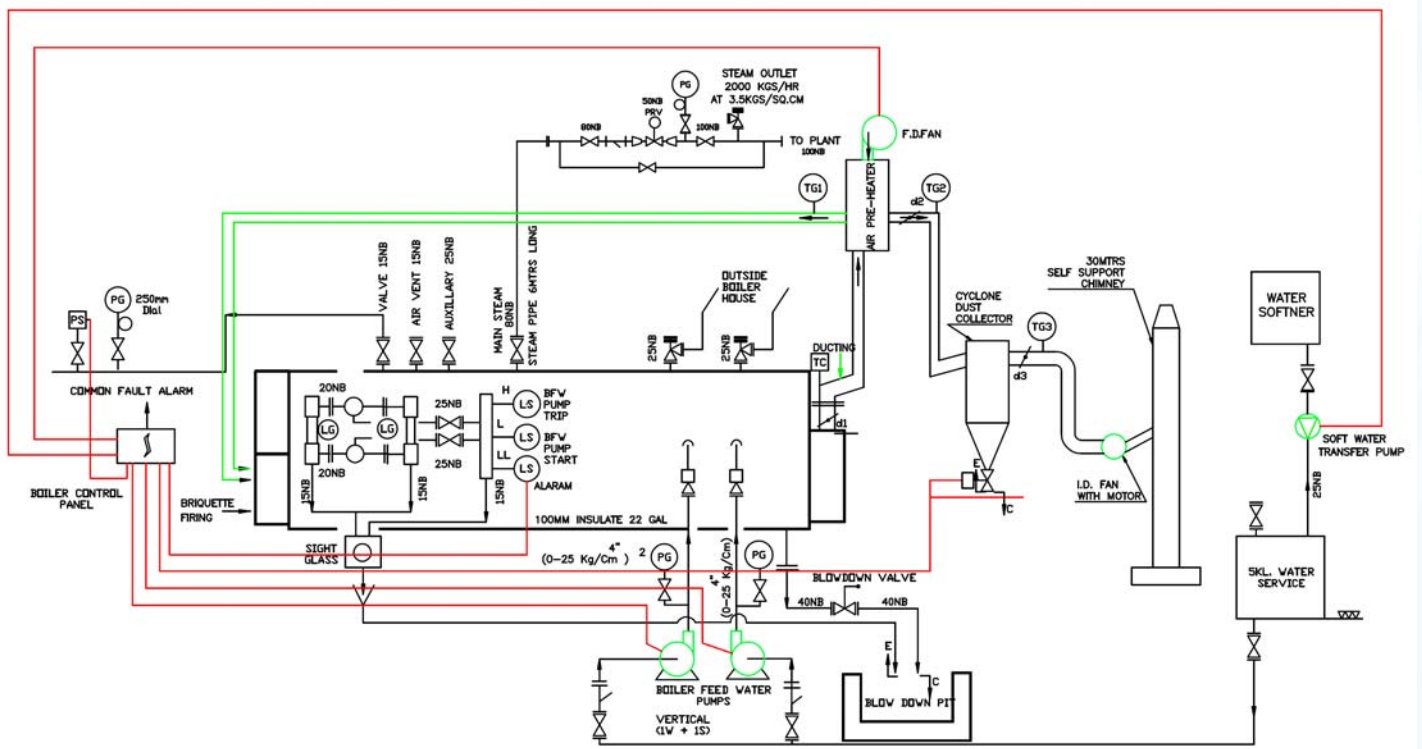 STEAM OUTLET
2000 KGS/HR
AT 3.5KGS/SQ.CM
PG
50NB
PRV
80NB
100NB
TO PLANT
100NB
F.D.FAN
AIR PRE-HEATER
TG1
TG2
d2
30MTRS
SELF SUPPORT
CHIMNEY
CYCLONE
DUST
COLLECTOR
TG3
d3
WATER
SOFTNER
OUTSIDE
BOILER
HOUSE
VALVE 15NB
AIR VENT 15NB
AUXILLARY 25NB
MAIN STEAM
80NB
STEAM PIPE 6MTRS LONG
PS
PG
250mm
Dial
25NB
25NB
DUCTING
TC
d1
COMMON FAULT ALARM
20NB
LG
LG
20NB
25NB
25NB
H
L
LL
LS
BFW
PUMP
TRIP
LS
BFW
PUMP
START
LS
ALARAM
15NB
15NB
15NB
BOILER CONTROL
PANEL
BRIQUETTE
FIRING
100MM INSULATE 22 GAL
SIGHT
GLASS
4"
(0-25 Kg/Cm ) 2
PG
4"
(0-25 Kg/Cm)
PG
BLOWDOWN VALVE
40NB
40NB
E
C
I.D. FAN
WITH MOTOR
SOFT WATER
TRANSFER PUMP
25NB
5KL. WATER
SERVICE
BOILER FEED WATER
PUMPS
VERTICAL
(1W + 1S)
E
C
BLOW DOWN PIT